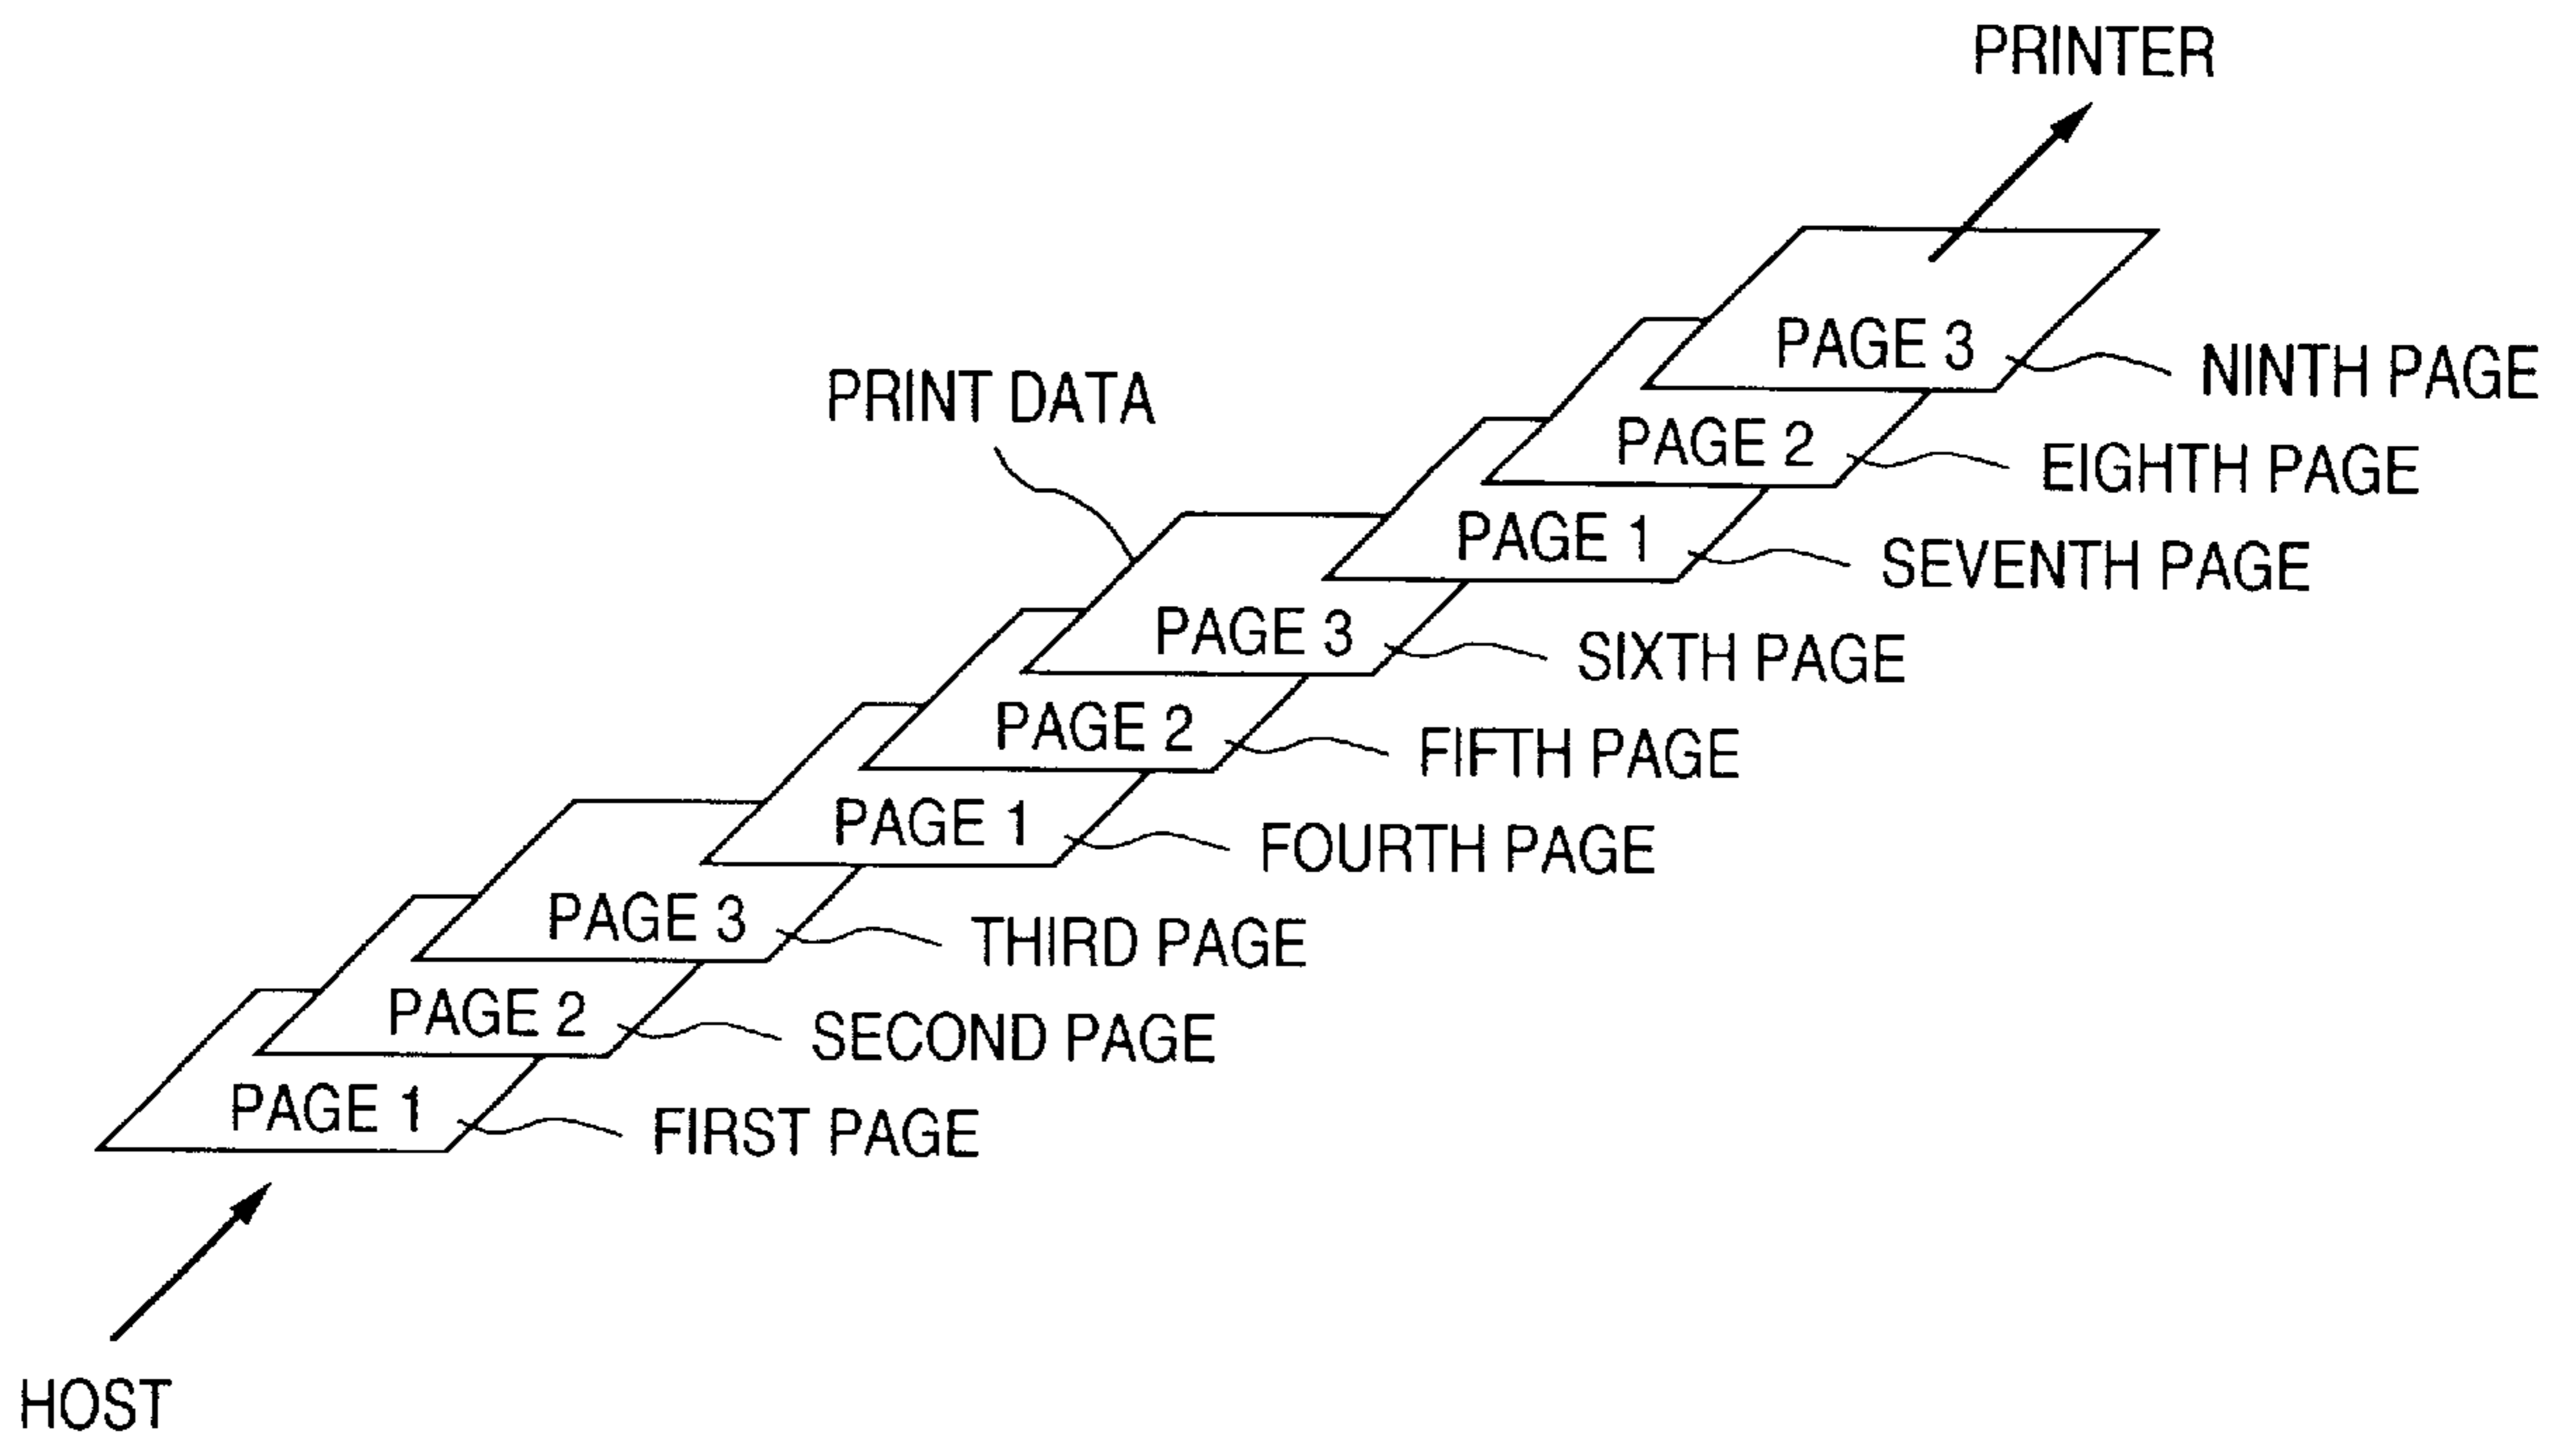 PRINTER
PAGE 3
NINTH PAGE
PRINT DATA
PAGE 2
EIGHTH PAGE
PAGE 1
SEVENTH PAGE
PAGE 3
SIXTH PAGE
PAGE 2
FIFTH PAGE
PAGE 1
FOURTH PAGE
PAGE 3
THIRD PAGE
PAGE 2
SECOND PAGE
PAGE 1
FIRST PAGE
HOST